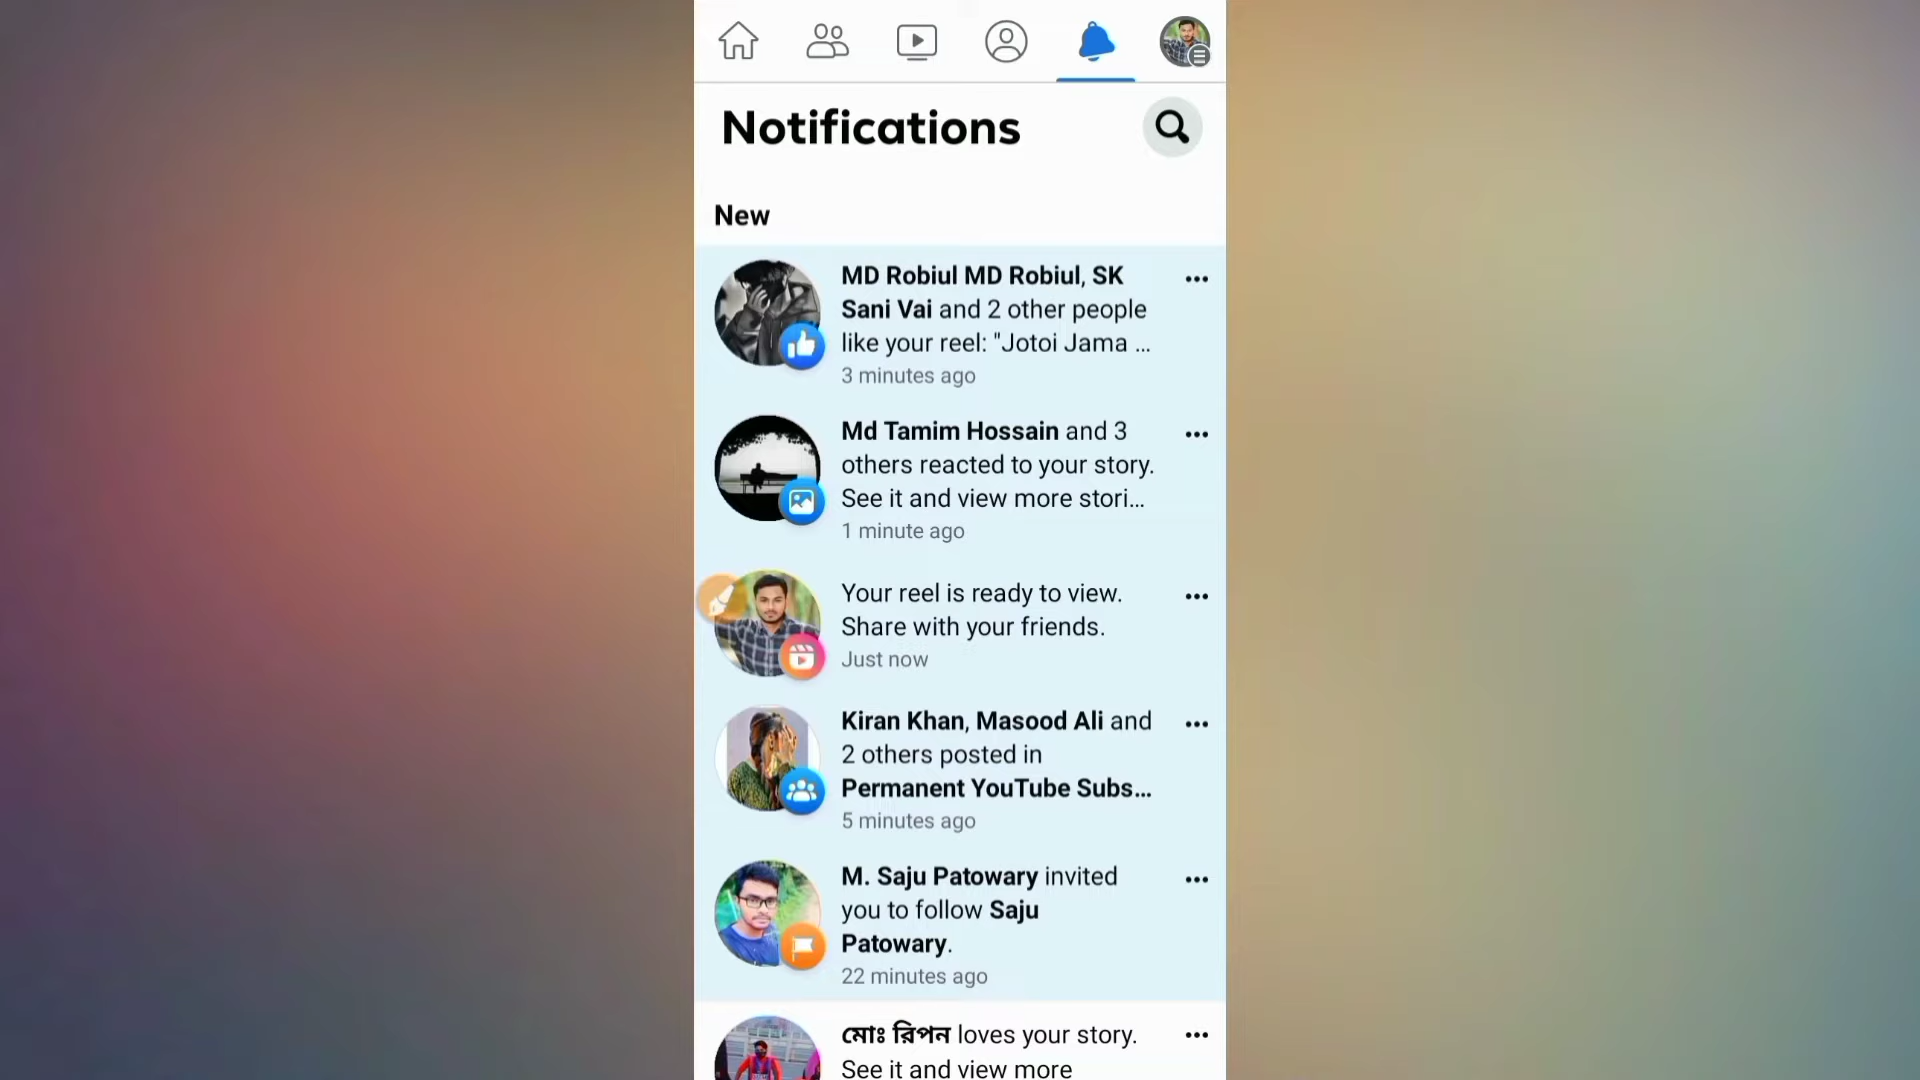 Notifications
New
MD Robiul MD Robiul, SK
Sani Vai and 2 other people
like your reel: "Jotoi Jama ...
3 minutes ago
Md Tamim Hossain and 3
others reacted to your story.
See it and view more stori...
1 minute ago
Your reel is ready to view.
Share with your friends.
Just now
Kiran Khan, Masood Ali and
2 others posted in
Permanent YouTube Subs...
5 minutes ago
M. Saju Patowary invited
you to follow Saju
Patowary.
22 minutes ago
মোঃ রিপন loves your story.
See it and view more